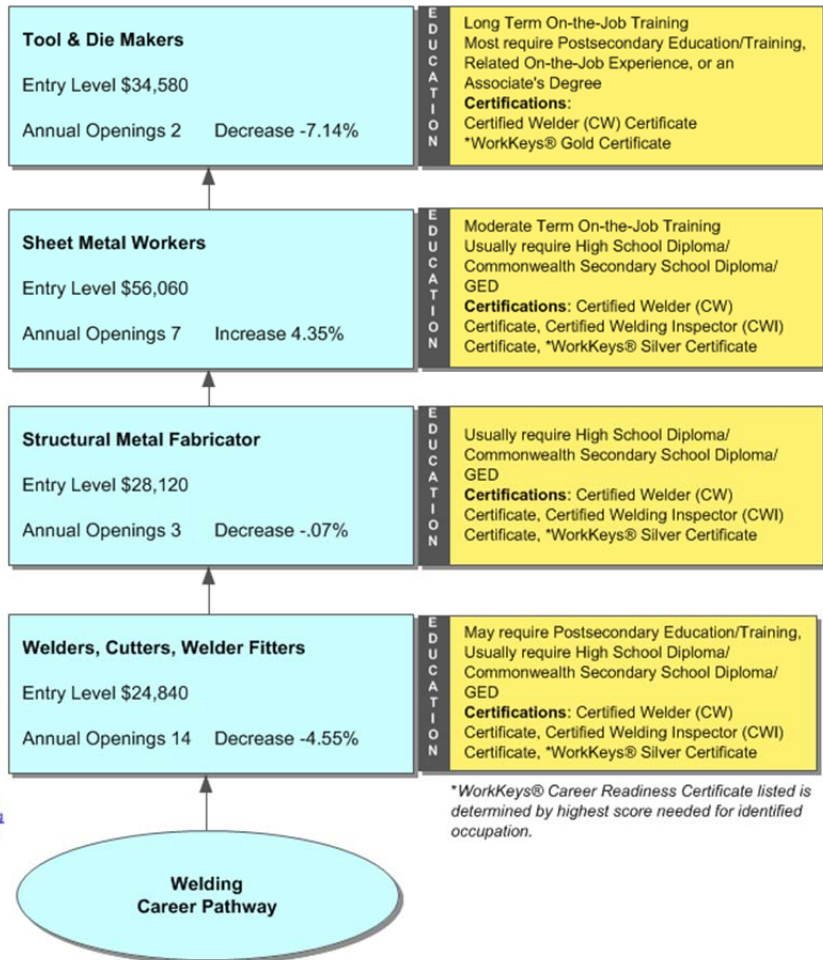 Tool & Die Makers
Entry Level $34,580
Annual Openings 2 Decrease -7.14%
EDUCATION
Long Term On-the-Job Training
Most require Postsecondary Education/Training,
Related On-the-Job Experience, or an
Associate's Degree
Certifications:
Certified Welder (CW) Certificate
*WorkKeys® Gold Certificate
Sheet Metal Workers
Entry Level $56,060
Annual Openings 7 Increase 4.35%
EDUCATION
Moderate Term On-the-Job Training
Usually require High School Diploma/
Commonwealth Secondary School Diploma/
GED
Certifications: Certified Welder (CW)
Certificate, Certified Welding Inspector (CWI)
Certificate, *WorkKeys® Silver Certificate
Structural Metal Fabricator
Entry Level $28,120
Annual Openings 3 Decrease -.07%
EDUCATION
Usually require High School Diploma/
Commonwealth Secondary School Diploma/
GED
Certifications: Certified Welder (CW)
Certificate, Certified Welding Inspector (CWI)
Certificate, *WorkKeys® Silver Certificate
Welders, Cutters, Welder Fitters
Entry Level $24,840
Annual Openings 14 Decrease -4.55%
EDUCATION
May require Postsecondary Education/Training,
Usually require High School Diploma/
Commonwealth Secondary School Diploma/
GED
Certifications: Certified Welder (CW)
Certificate, Certified Welding Inspector (CWI)
Certificate, *WorkKeys® Silver Certificate
*WorkKeys® Career Readiness Certificate listed is
determined by highest score needed for identified
occupation.
Welding
Career Pathway